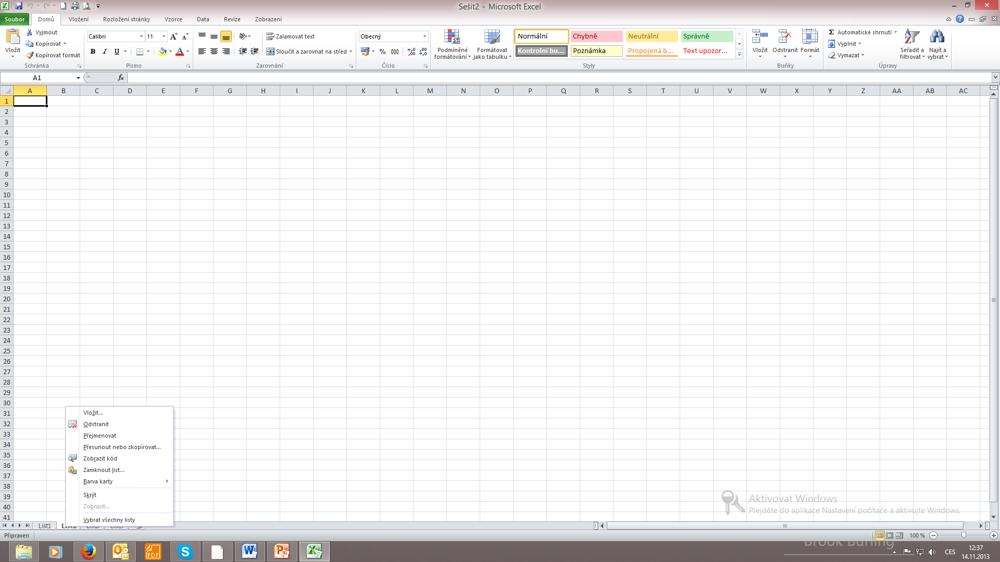 Sešit2 - Microsoft Excel
Soubor Domů Vložení Rozložení stránky Vzorce Data Revize Zobrazení
Vložit
Vyjmout
Kopírovat
Kopírovat formát
Schránka
Calibri 11
B I U
Písmo
Zalamovat text
Sloučit a zarovnat na střed
Zarovnání
Obecný
% 000
Číslo
Podmíněné formátování
Formátovat jako tabulku
Normální Chybně Neutrální Správně
Kontrolní bu... Poznámka Propojená b... Text upozor...
Styly
Vložit Odstranit Formát
Buňky
Automatické shrnutí
Vyplnit
Vymazat
Seřadit a filtrovat
Najít a vybrat
Úpravy
A1 fx
A B C D E F G H I J K L M N O P Q R S T U V W X Y Z AA AB AC
1
2
3
4
5
6
7
8
9
10
11
12
13
14
15
16
17
18
19
20
21
22
23
24
25
26
27
28
29
30
31
32
33
34
35
36
37
38
39
40
41
Vložit...
Odstranit
Přejmenovat
Přesunout nebo zkopírovat...
Zobrazit kód
Zamknout list...
Barva karty
Skrýt
Zobrazit...
Vybrat všechny listy
Aktivovat Windows
Přejděte do aplikace Nastavení počítače a aktivujte Windows.
List1 List2
Připraven
100 %
PDF
CES
12:37
14.11.2013